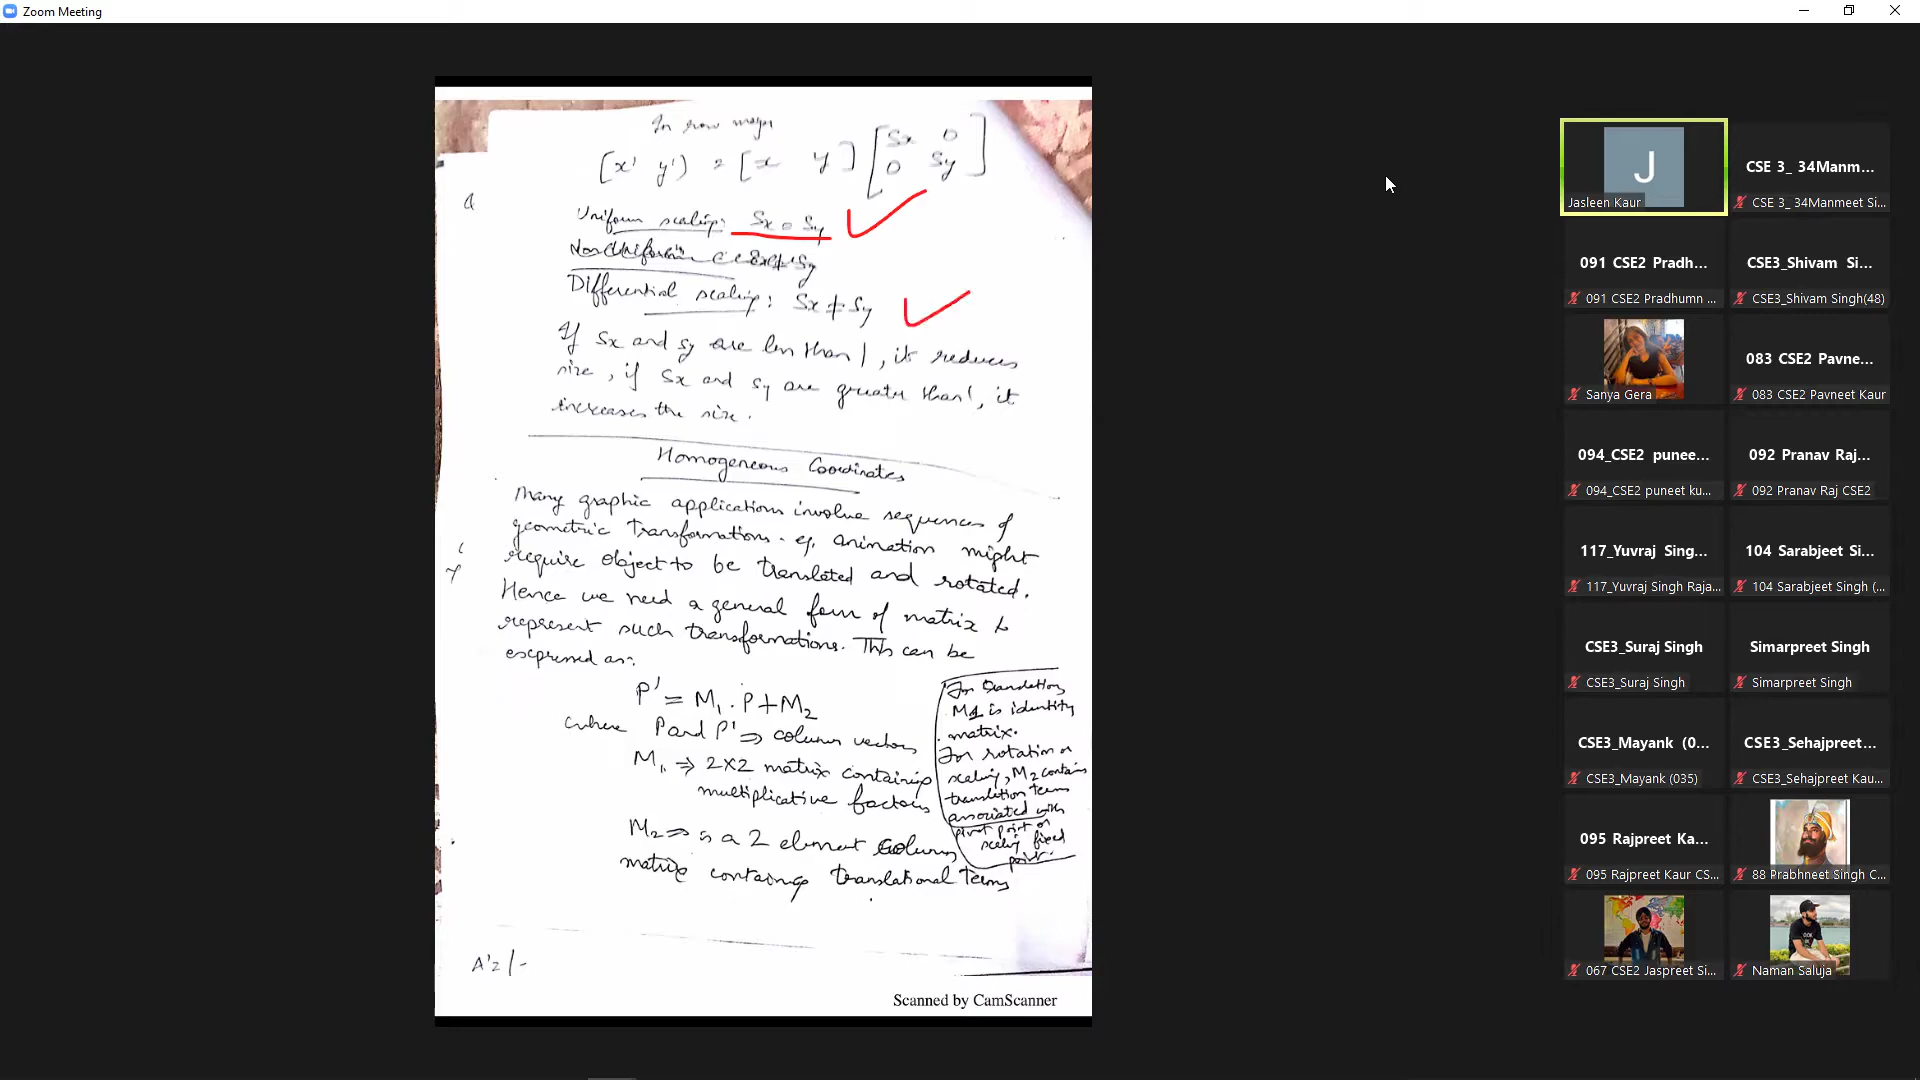 Zoom Meeting
In row major
[x' y') = [x y] [Sx 0
0 Sy]
Uniform scaling: Sx = Sy
Differential scaling: Sx ≠ Sy
If Sx and Sy are less than 1, it reduces
size, if Sx and Sy are greater than 1, it
increases the size.
Homogeneous Coordinates
Many graphic applications involve sequences of
geometric Transformations. eg, animation might
require object to be translated and rotated.
Hence we need a general form of matrix to
represent such transformations. This can be
expressed as:
P' = M1 . P + M2
where P and P' ⇒ column vectors
M1 ⇒ 2x2 matrix containing
multiplicative factors
M2 ⇒ is a 2 element column
matrix containing translational terms
For translation
M1 is identity
matrix.
For rotation or
scaling, M2 contains
translation terms
associated with
pivot point or
scaling fixed
point.
Scanned by CamScanner
J
Jasleen Kaur
CSE 3_ 34Manm...
CSE 3_ 34Manmeet Si...
091 CSE2 Pradh...
091 CSE2 Pradhumn ...
CSE3_Shivam Si...
CSE3_Shivam Singh(48)
Sanya Gera
083 CSE2 Pavne...
083 CSE2 Pavneet Kaur
094_CSE2 punee...
094_CSE2 puneet ku...
092 Pranav Raj...
092 Pranav Raj CSE2
117_Yuvraj Sing...
117_Yuvraj Singh Raja...
104 Sarabjeet Si...
104 Sarabjeet Singh (...
CSE3_Suraj Singh
CSE3_Suraj Singh
Simarpreet Singh
Simarpreet Singh
CSE3_Mayank (0...
CSE3_Mayank (035)
CSE3_Sehajpreet...
CSE3_Sehajpreet Kau...
095 Rajpreet Ka...
095 Rajpreet Kaur CS...
88 Prabhneet Singh C...
067 CSE2 Jaspreet Si...
Naman Saluja